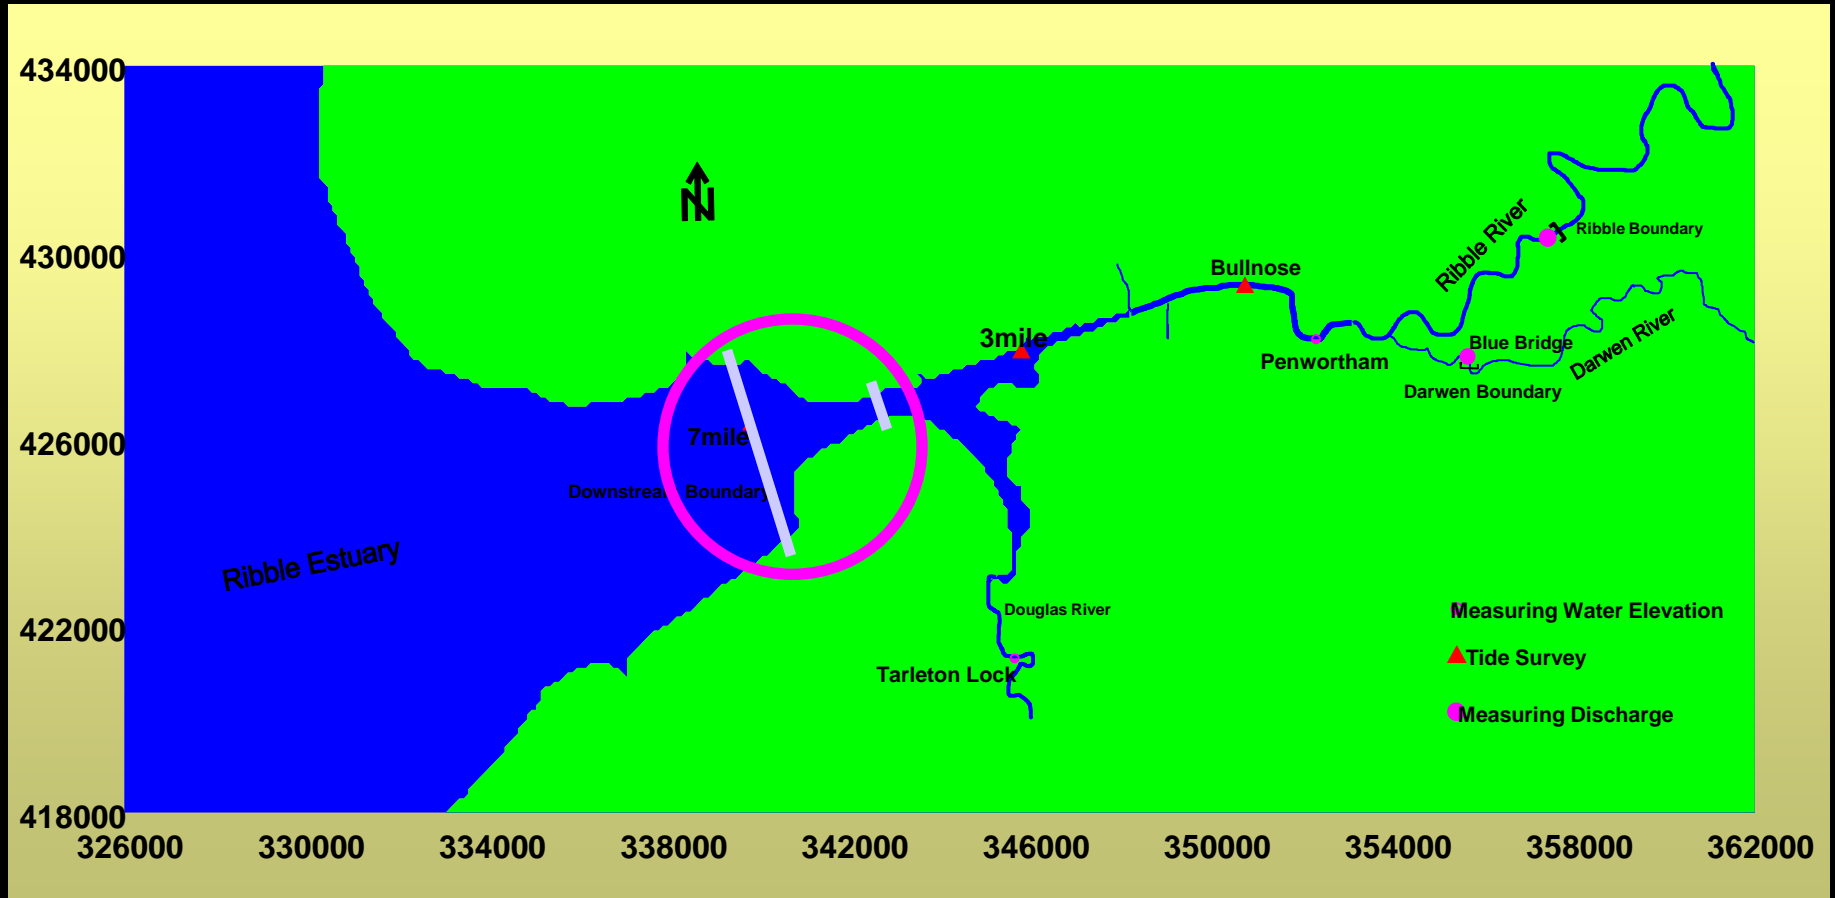 434000
N
Ribble River
Ribble Boundary
430000
Bullnose
3mile
Blue Bridge
Darwen River
Penwortham
Darwen Boundary
426000
7mile
Downstream Boundary
Ribble Estuary
Douglas River
Measuring Water Elevation
422000
Tide Survey
Tarleton Lock
Measuring Discharge
418000
326000 330000 334000 338000 342000 346000 350000 354000 358000 362000